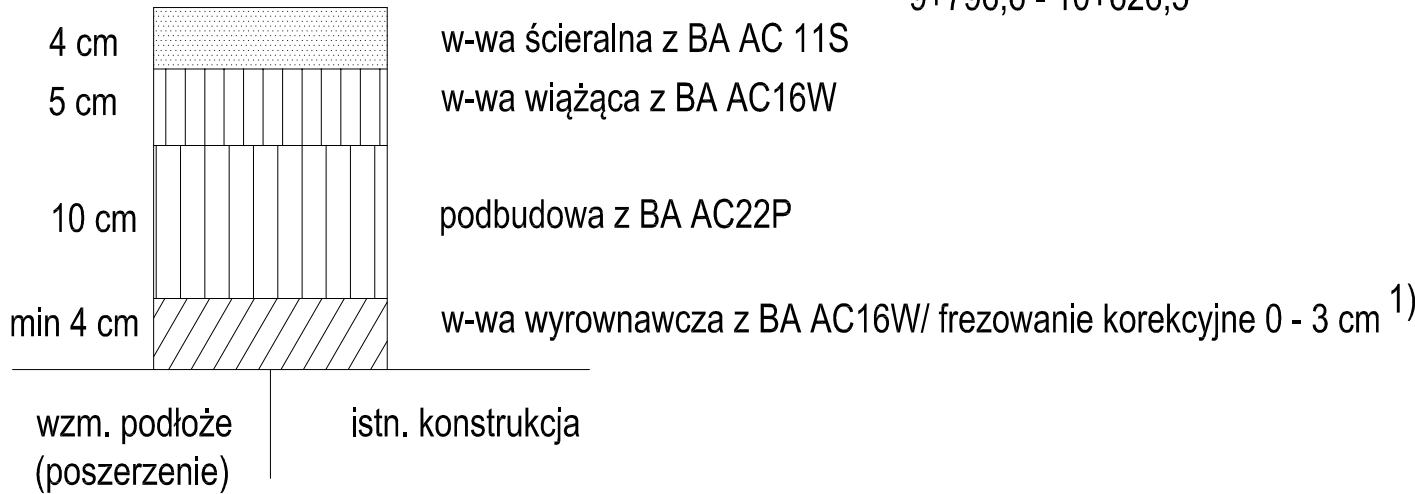 4 cm w-wa ścieralna z BA AC 11S
5 cm w-wa wiążąca z BA AC16W
10 cm podbudowa z BA AC22P
min 4 cm w-wa wyrownawcza z BA AC16W/ frezowanie korekcyjne 0 - 3 cm 1)
wzm. podłoże istn. konstrukcja
(poszerzenie)